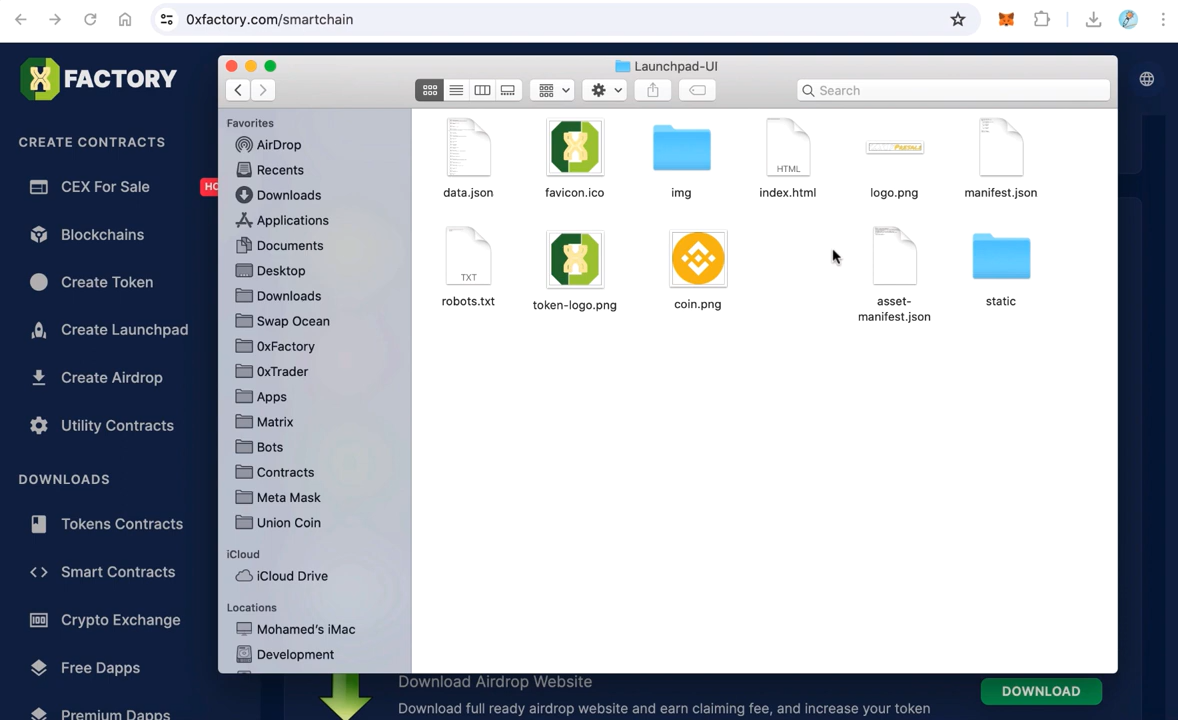 0xfactory.com/smartchain
FACTORY
CREATE CONTRACTS
CEX For Sale
Blockchains
Create Token
Create Launchpad
Create Airdrop
Utility Contracts
DOWNLOADS
Tokens Contracts
Smart Contracts
Crypto Exchange
Free Dapps
Premium Dapps
Launchpad-UI
Search
Favorites
AirDrop
Recents
Downloads
Applications
Documents
Desktop
Downloads
Swap Ocean
0xFactory
0xTrader
Apps
Matrix
Bots
Contracts
Meta Mask
Union Coin
iCloud
iCloud Drive
Locations
Mohamed's iMac
Development
data.json
favicon.ico
img
HTML
index.html
logo.png
manifest.json
TXT
robots.txt
token-logo.png
coin.png
asset-
manifest.json
static
Download Airdrop Website
Download full ready airdrop website and earn claiming fee, and increase your token
DOWNLOAD